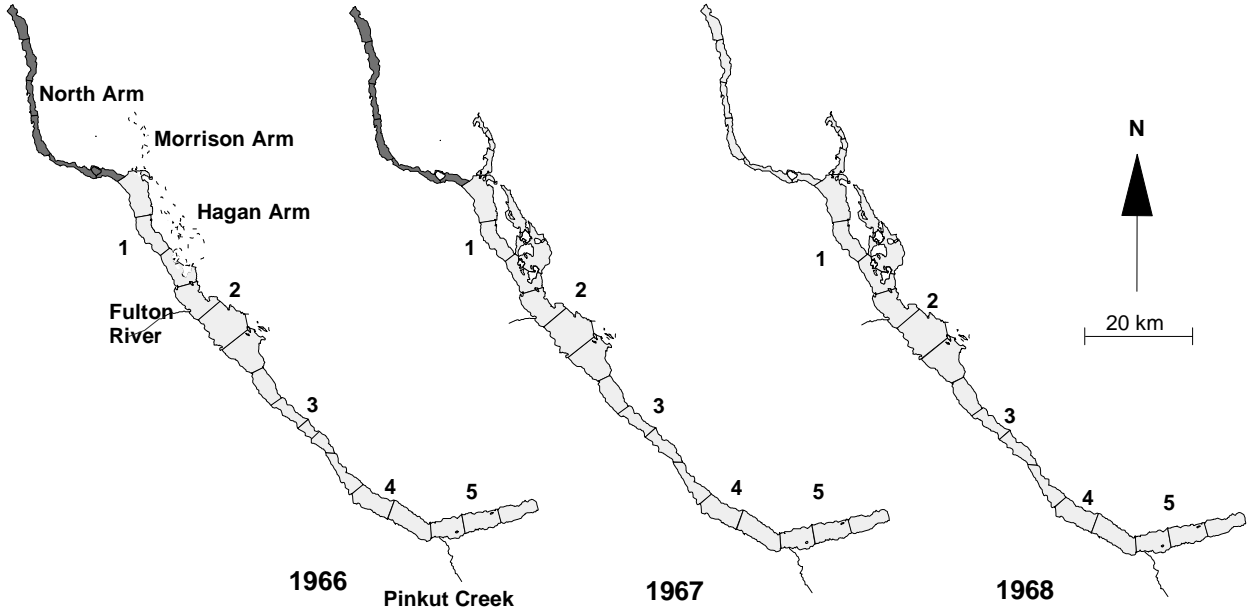 North Arm
Morrison Arm
Hagan Arm
1
2
Fulton
River
3
4
5
1966
Pinkut Creek
1
2
3
4
5
1967
1
2
3
4
5
1968
N
20 km